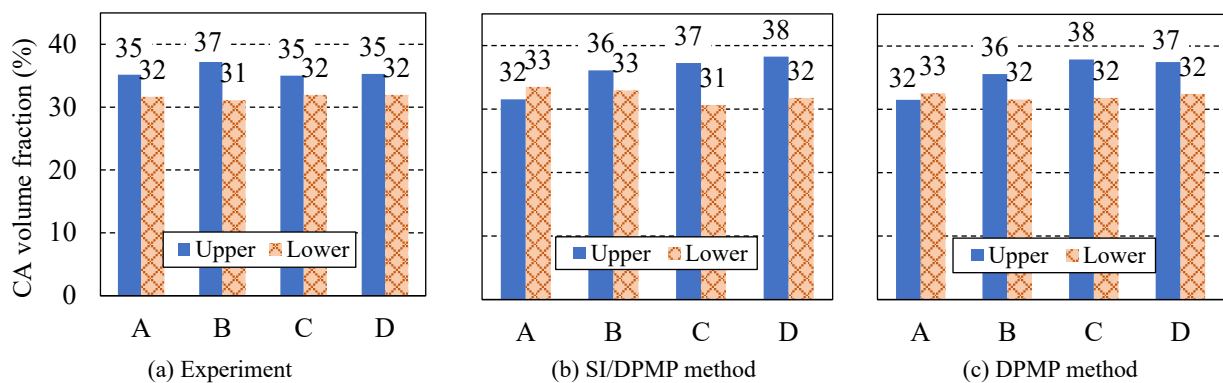 CA volume fraction (%)
40
30
20
10
0
35 32 37 31 35 32 35 32
Upper Lower
A B C D
(a) Experiment
32 33 36 33 37 31 38 32
Upper Lower
A B C D
(b) SI/DPMP method
32 33 36 32 38 32 37 32
Upper Lower
A B C D
(c) DPMP method